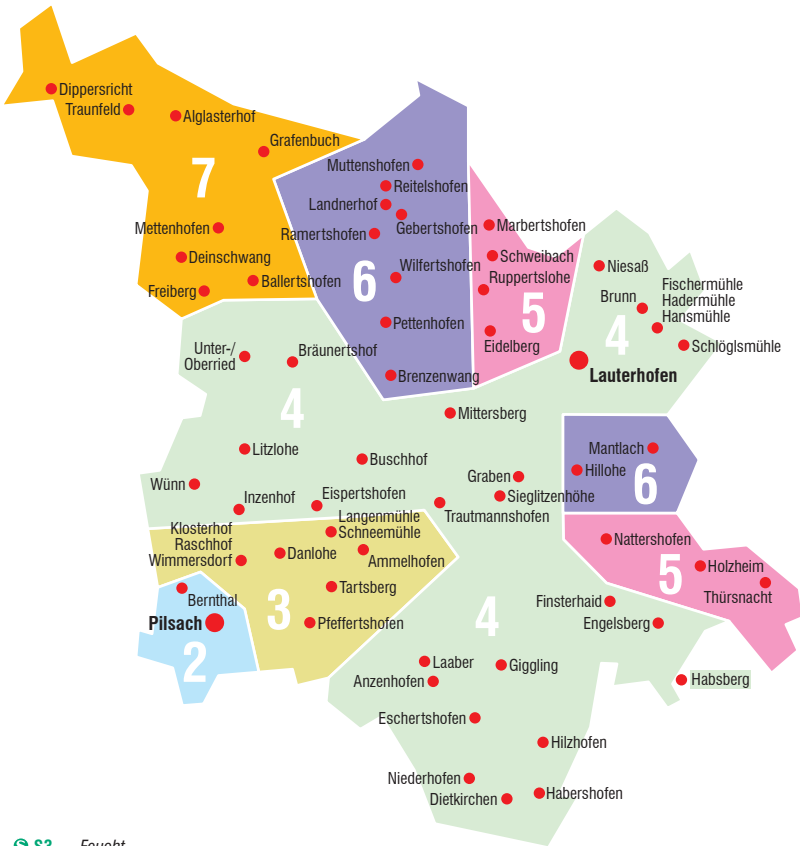 Dippersricht
Traunfeld
Alglasterhof
Grafenbuch
7
Muttenshofen
Reitelshofen
Landnerhof
Gebertshofen
Ramertshofen
Marbertshofen
Mettenhofen
Schweibach
Deinschwang
Wilfertshofen
6
Niesaß
Ruppertslohe
Ballertshofen
Freiberg
5
Fischermühle
Brunn
Hadermühle
Hansmühle
4
Pettenhofen
Eidelberg
Schlöglsmühle
Unter-/
Oberried
Bräunertshof
Lauterhofen
Brenzenwang
4
Mittersberg
Litzlohe
Buschhof
Mantlach
Hillohe
6
Wünn
Graben
Inzenhof
Eispertshofen
Sieglitzenhöhe
Trautmannshofen
Klosterhof
Raschhof
Wimmersdorf
Langenmühle
Schneemühle
Danlohe
Ammelhofen
Nattershofen
5
Holzheim
Thürsnacht
Bernthal
Tartsberg
3
Pilsach
Pfeffertshofen
4
Finsterhaid
Engelsberg
2
Laaber
Giggling
Anzenhofen
Habsberg
Eschertshofen
Hilzhofen
Niederhofen
Dietkirchen
Habershofen
S S3 Feucht